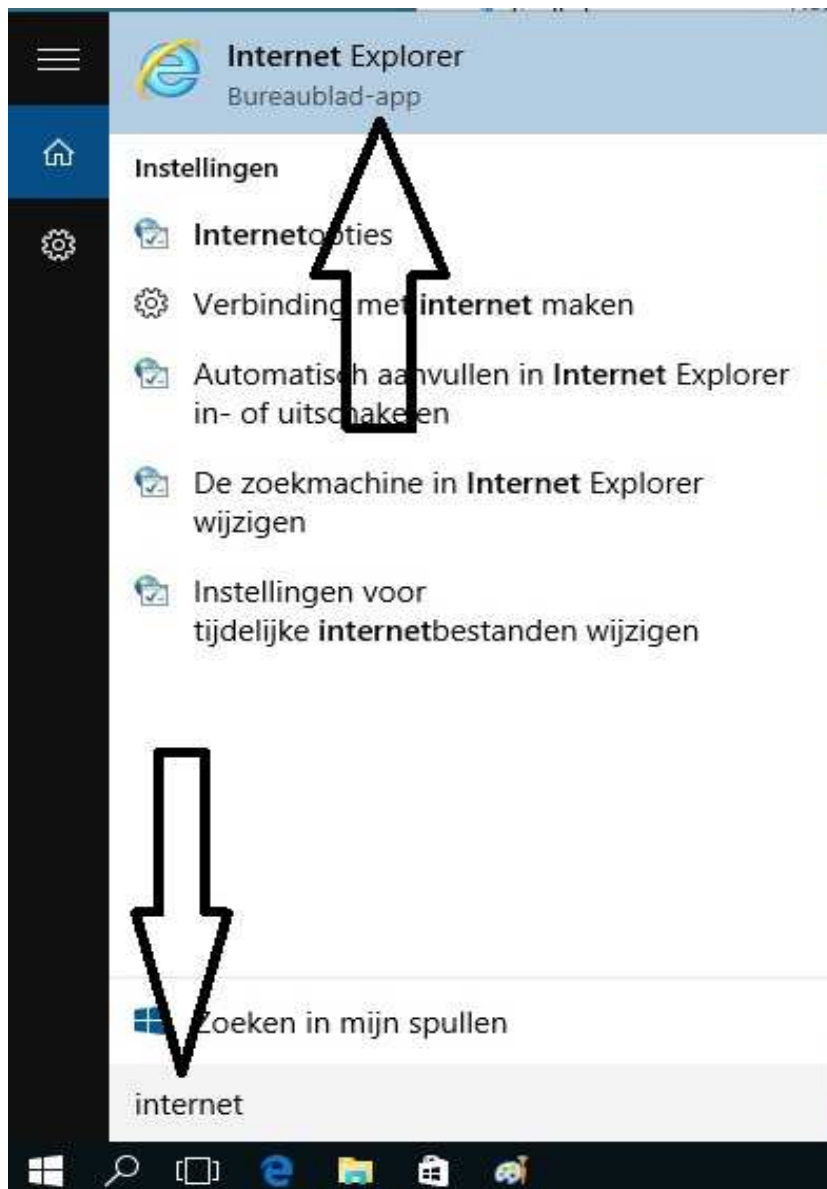 Internet Explorer
Bureaublad-app
Instellingen
Internetopties
Verbinding met internet maken
Automatisch aanvullen in Internet Explorer
in- of uitschakelen
De zoekmachine in Internet Explorer
wijzigen
Instellingen voor
tijdelijke internetbestanden wijzigen
Zoeken in mijn spullen
internet